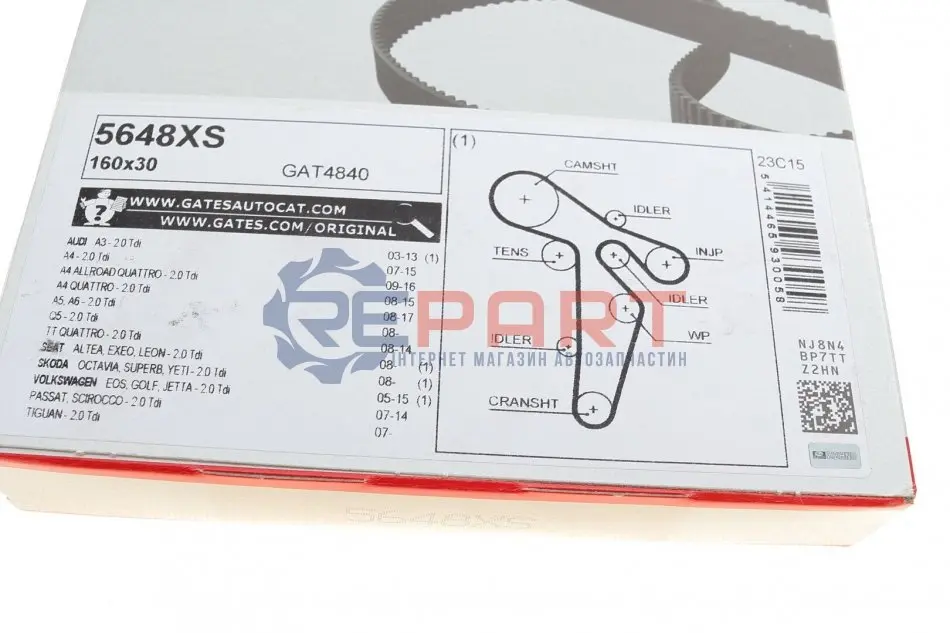 5648XS
160x30
GAT4840
WWW.GATESAUTOCAT.COM
WWW.GATES.COM/ORIGINAL
AUDI A3 - 2.0 Tdi 03-13 (1)
A4 - 2.0 Tdi 07-15
A4 ALLROAD QUATTRO - 2.0 Tdi 09-16
A4 QUATTRO - 2.0 Tdi 08-15
A5, A6 - 2.0 Tdi 08-17
Q5 - 2.0 Tdi 08-
TT QUATTRO - 2.0 Tdi 08-14
SEAT ALTEA, EXEO, LEON - 2.0 Tdi 08- (1)
SKODA OCTAVIA, SUPERB, YETI - 2.0 Tdi 08- (1)
VOLKSWAGEN EOS, GOLF, JETTA - 2.0 Tdi 05-15 (1)
PASSAT, SCIROCCO - 2.0 Tdi 07-14
TIGUAN - 2.0 Tdi 07-
(1)
CAMSHT
IDLER
TENS
INJP
IDLER
WP
IDLER
CRANSHT
23C15
5414465930058
NJ8N4
BP7TT
Z2HN
REPART
ІНТЕРНЕТ МАГАЗИН АВТОЗАПЧАСТИН
5648XS